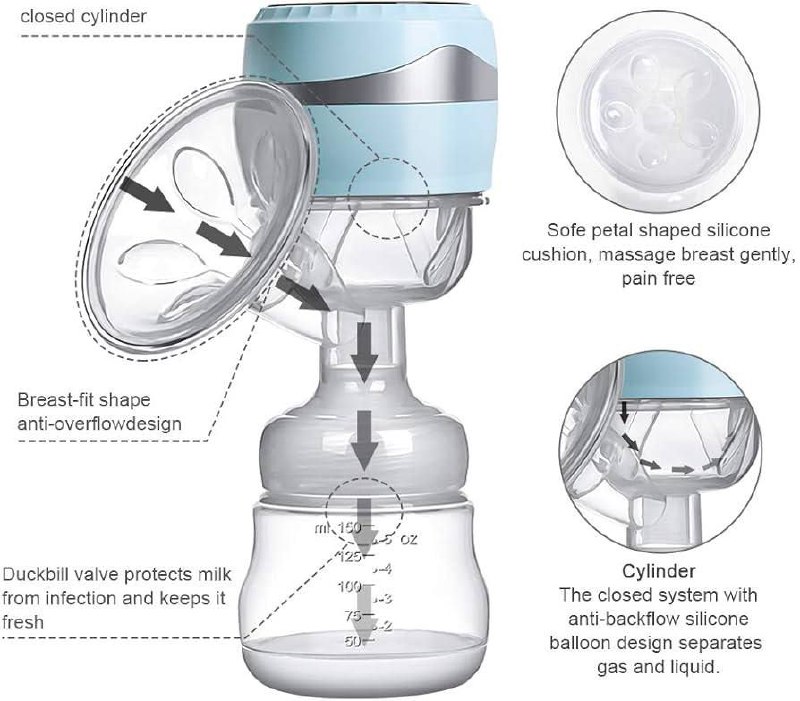 closed cylinder
Sofe petal shaped silicone
cushion, massage breast gently,
pain free
Breast-fit shape
anti-overflowdesign
ml 150
5 OZ
125
4
100
3
75
2
50
Duckbill valve protects milk
from infection and keeps it
fresh
Cylinder
The closed system with
anti-backflow silicone
balloon design separates
gas and liquid.